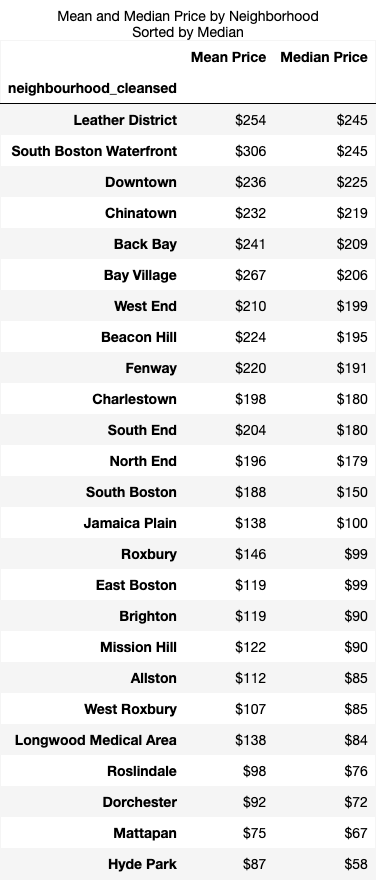 Mean and Median Price by Neighborhood
Sorted by Median
Mean Price Median Price
neighbourhood_cleansed
Leather District $254 $245
South Boston Waterfront $306 $245
Downtown $236 $225
Chinatown $232 $219
Back Bay $241 $209
Bay Village $267 $206
West End $210 $199
Beacon Hill $224 $195
Fenway $220 $191
Charlestown $198 $180
South End $204 $180
North End $196 $179
South Boston $188 $150
Jamaica Plain $138 $100
Roxbury $146 $99
East Boston $119 $99
Brighton $119 $90
Mission Hill $122 $90
Allston $112 $85
West Roxbury $107 $85
Longwood Medical Area $138 $84
Roslindale $98 $76
Dorchester $92 $72
Mattapan $75 $67
Hyde Park $87 $58